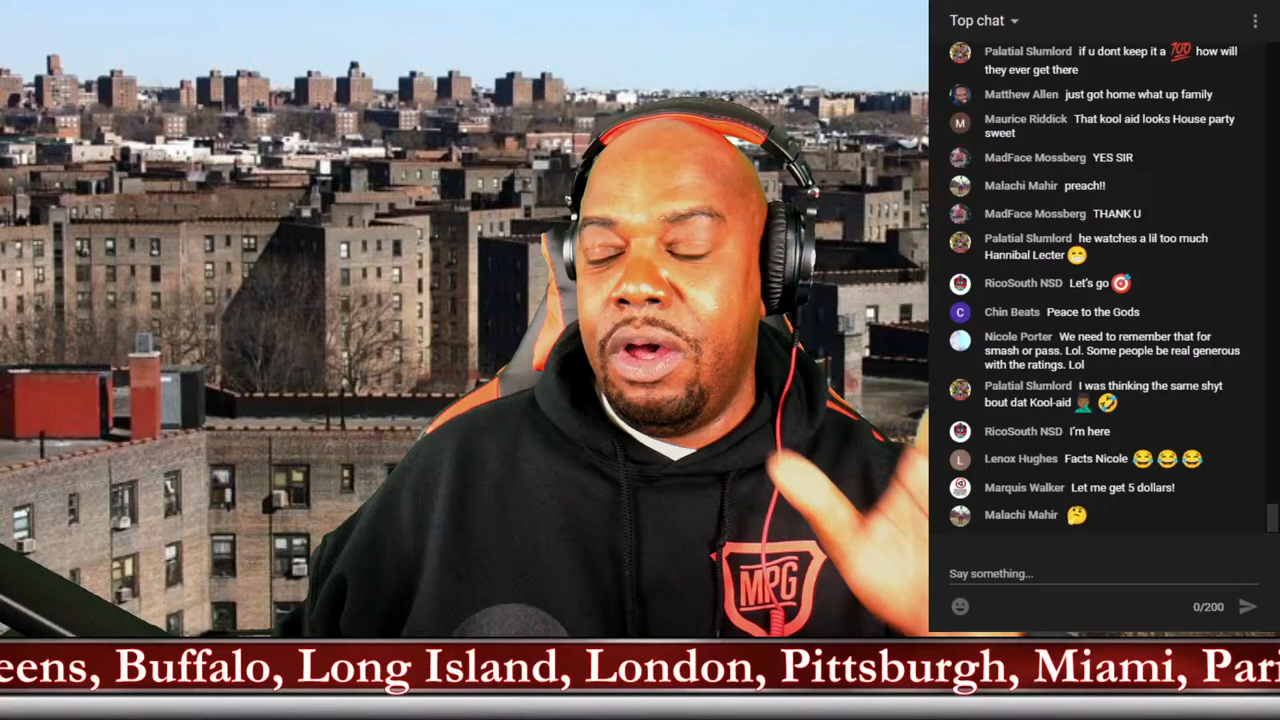 Top chat
Palatial Slumlord if u dont keep it a 💯 how will
they ever get there
Matthew Allen just got home what up family
M Maurice Riddick That kool aid looks House party
sweet
MadFace Mossberg YES SIR
Malachi Mahir preach!!
MadFace Mossberg THANK U
Palatial Slumlord he watches a lil too much
Hannibal Lecter 😁
RicoSouth NSD Let's go 🎯
C Chin Beats Peace to the Gods
Nicole Porter We need to remember that for
smash or pass. Lol. Some people be real generous
with the ratings. Lol
Palatial Slumlord I was thinking the same shyt
bout dat Kool-aid 🤦🏾‍♂️ 🤣
RicoSouth NSD I'm here
L Lenox Hughes Facts Nicole 😂 😂 😂
Marquis Walker Let me get 5 dollars!
Malachi Mahir 🤔
Say something...
0/200
MPG
eens, Buffalo, Long Island, London, Pittsburgh, Miami, Pari